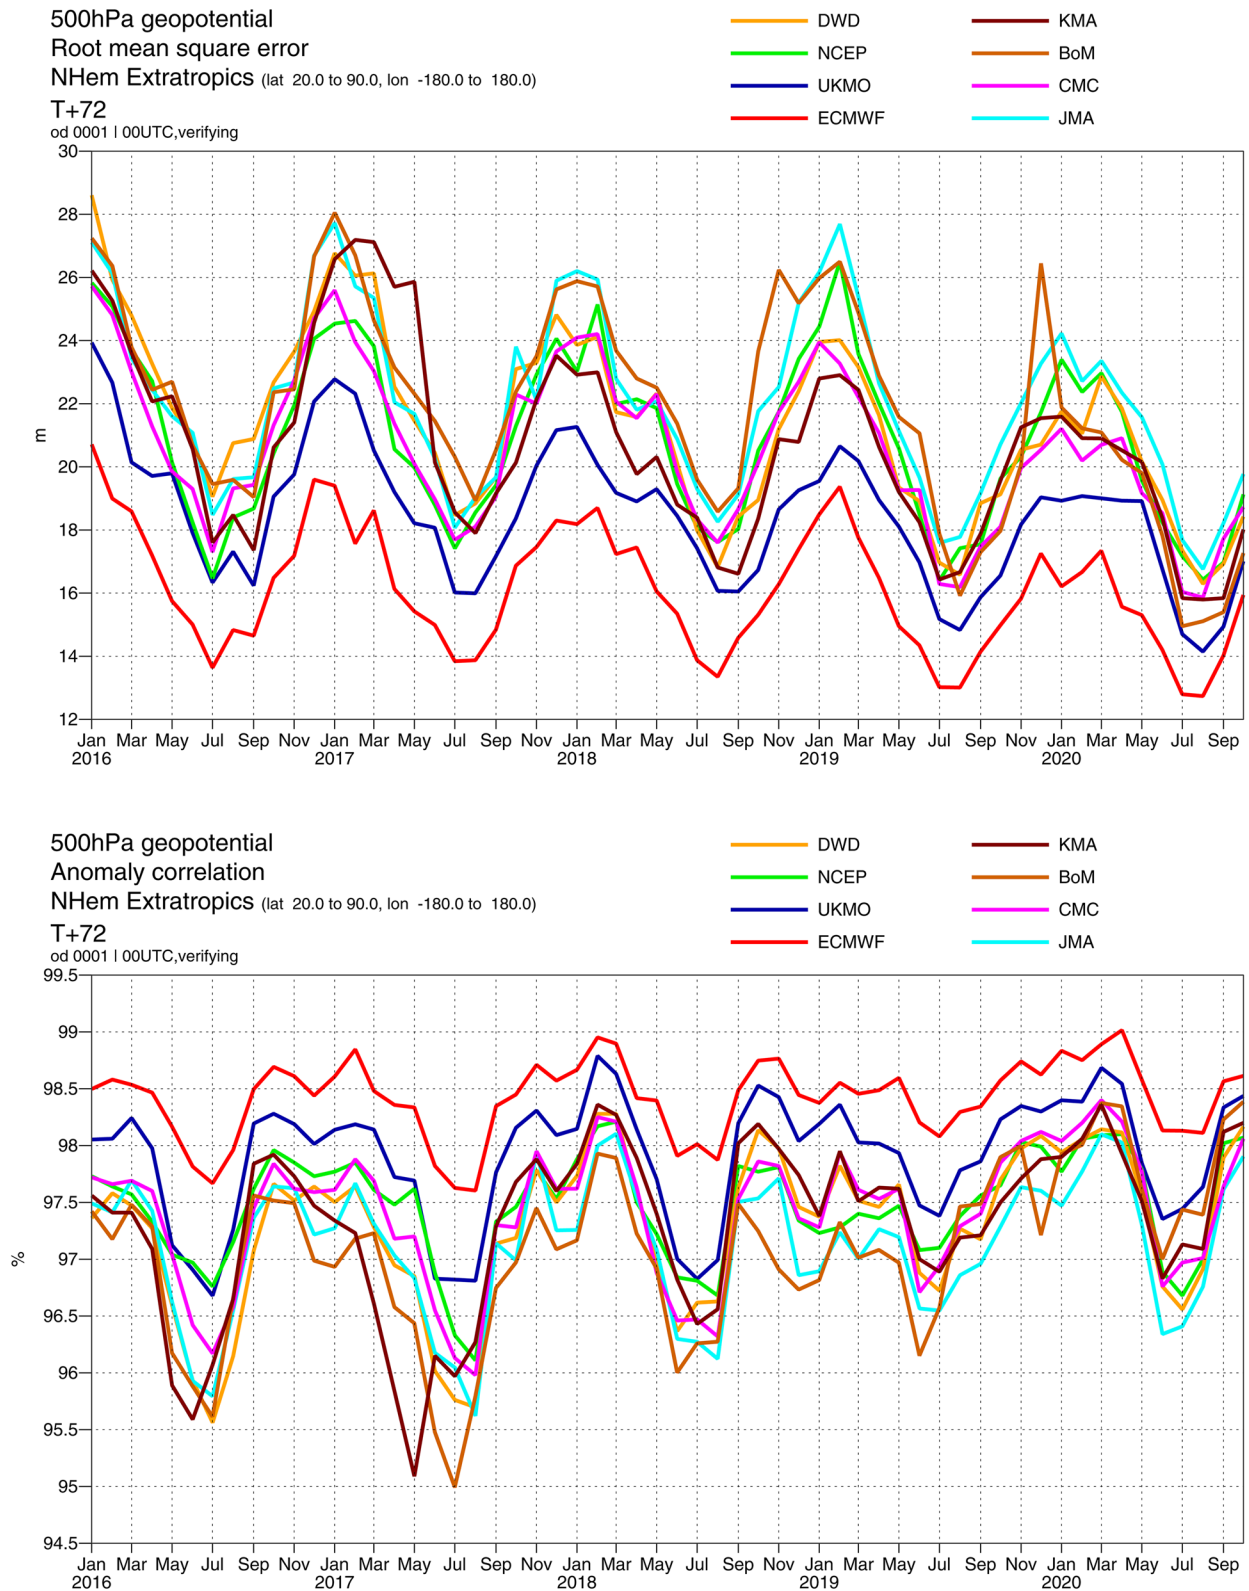 500hPa geopotential
Root mean square error
NHem Extratropics (lat 20.0 to 90.0, lon -180.0 to 180.0)
T+72
od 0001 | 00UTC,verifying
DWD
NCEP
UKMO
ECMWF
KMA
BoM
CMC
JMA
30
28
26
24
22
20
18
16
14
12
m
Jan Mar May Jul Sep Nov Jan Mar May Jul Sep Nov Jan Mar May Jul Sep Nov Jan Mar May Jul Sep Nov Jan Mar May Jul Sep
2016 2017 2018 2019 2020
500hPa geopotential
Anomaly correlation
NHem Extratropics (lat 20.0 to 90.0, lon -180.0 to 180.0)
T+72
od 0001 | 00UTC,verifying
DWD
NCEP
UKMO
ECMWF
KMA
BoM
CMC
JMA
99.5
99
98.5
98
97.5
97
96.5
96
95.5
95
94.5
%
Jan Mar May Jul Sep Nov Jan Mar May Jul Sep Nov Jan Mar May Jul Sep Nov Jan Mar May Jul Sep Nov Jan Mar May Jul Sep
2016 2017 2018 2019 2020